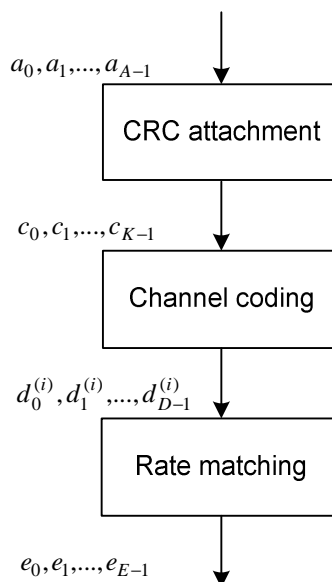 a_0, a_1,..., a_{A-1}
CRC attachment
c_0, c_1,..., c_{K-1}
Channel coding
d_0^{(i)}, d_1^{(i)},..., d_{D-1}^{(i)}
Rate matching
e_0, e_1,..., e_{E-1}